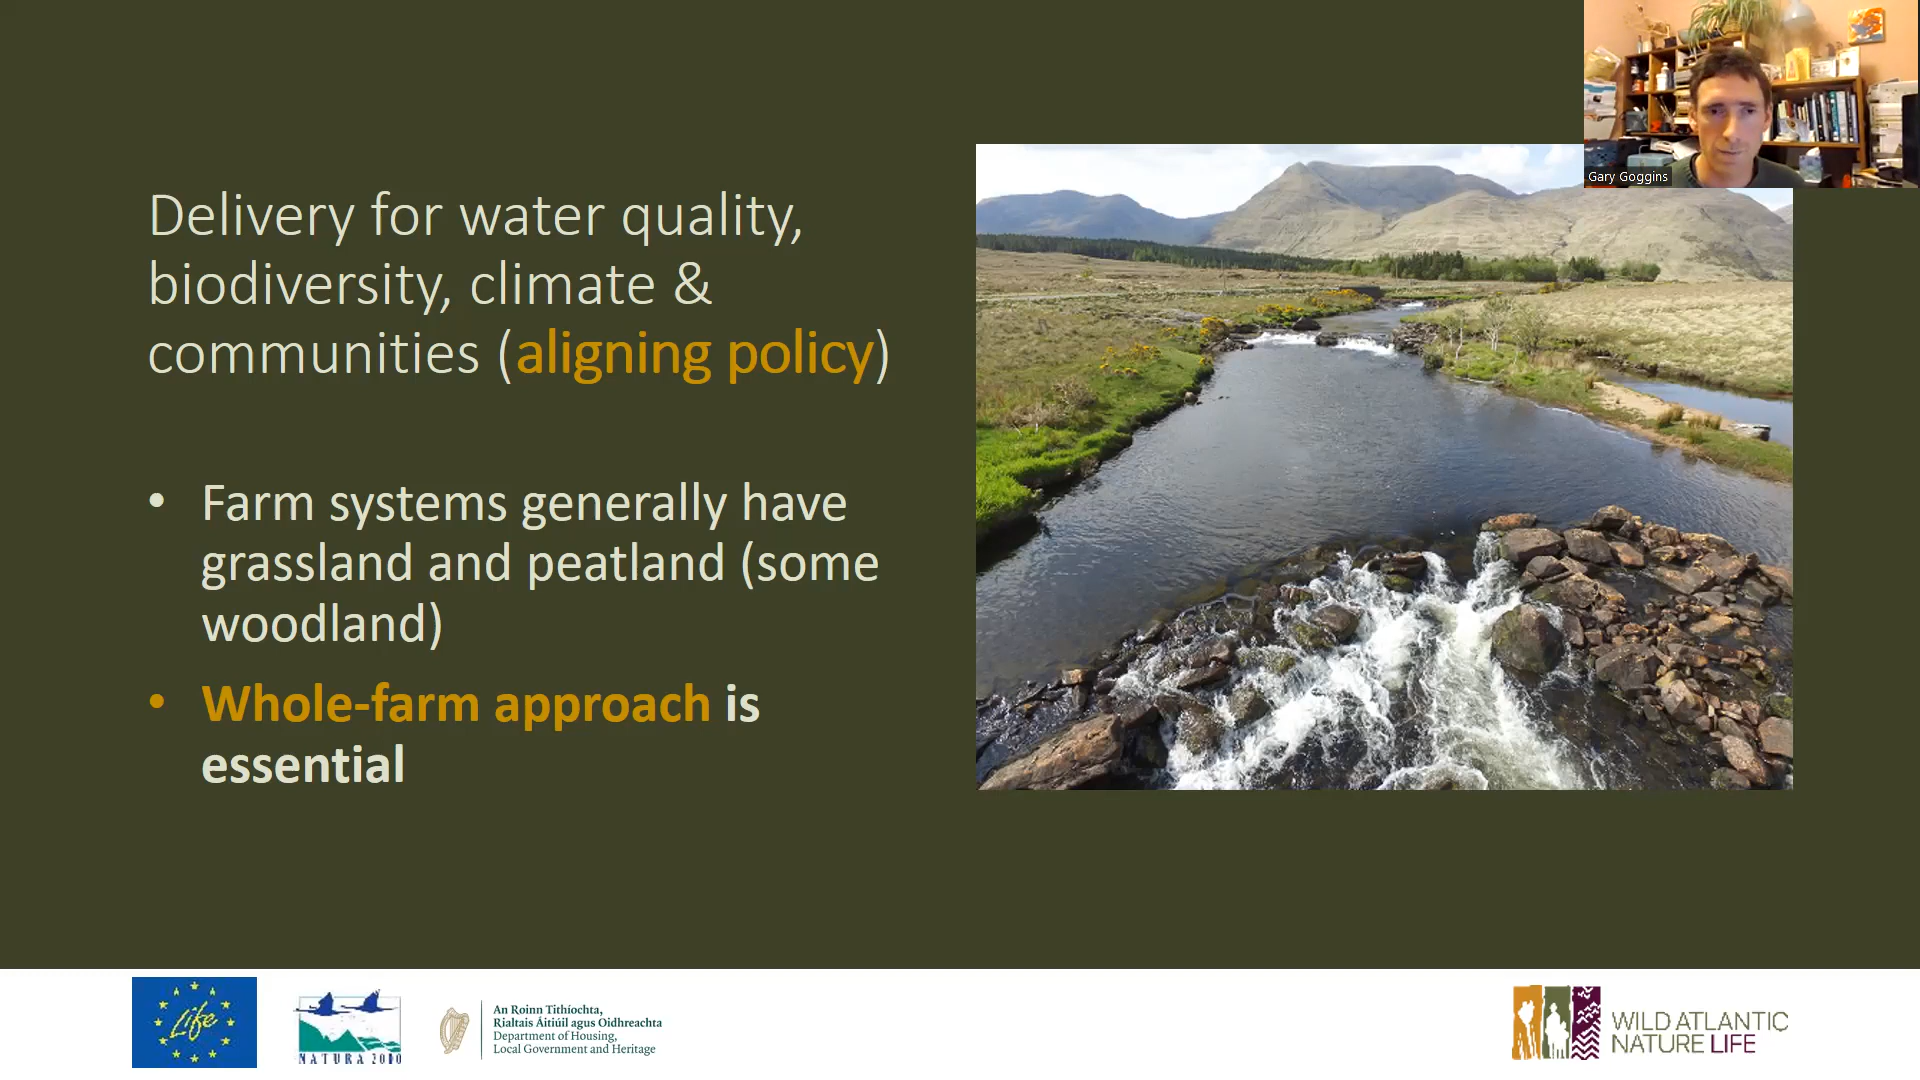 Gary Goggins
Delivery for water quality,
biodiversity, climate &
communities (aligning policy)
• Farm systems generally have
grassland and peatland (some
woodland)
• Whole-farm approach is
essential
Life
NATURA 2000
An Roinn Tithíochta,
Rialtais Áitiúil agus Oidhreachta
Department of Housing,
Local Government and Heritage
WILD ATLANTIC
NATURE LIFE